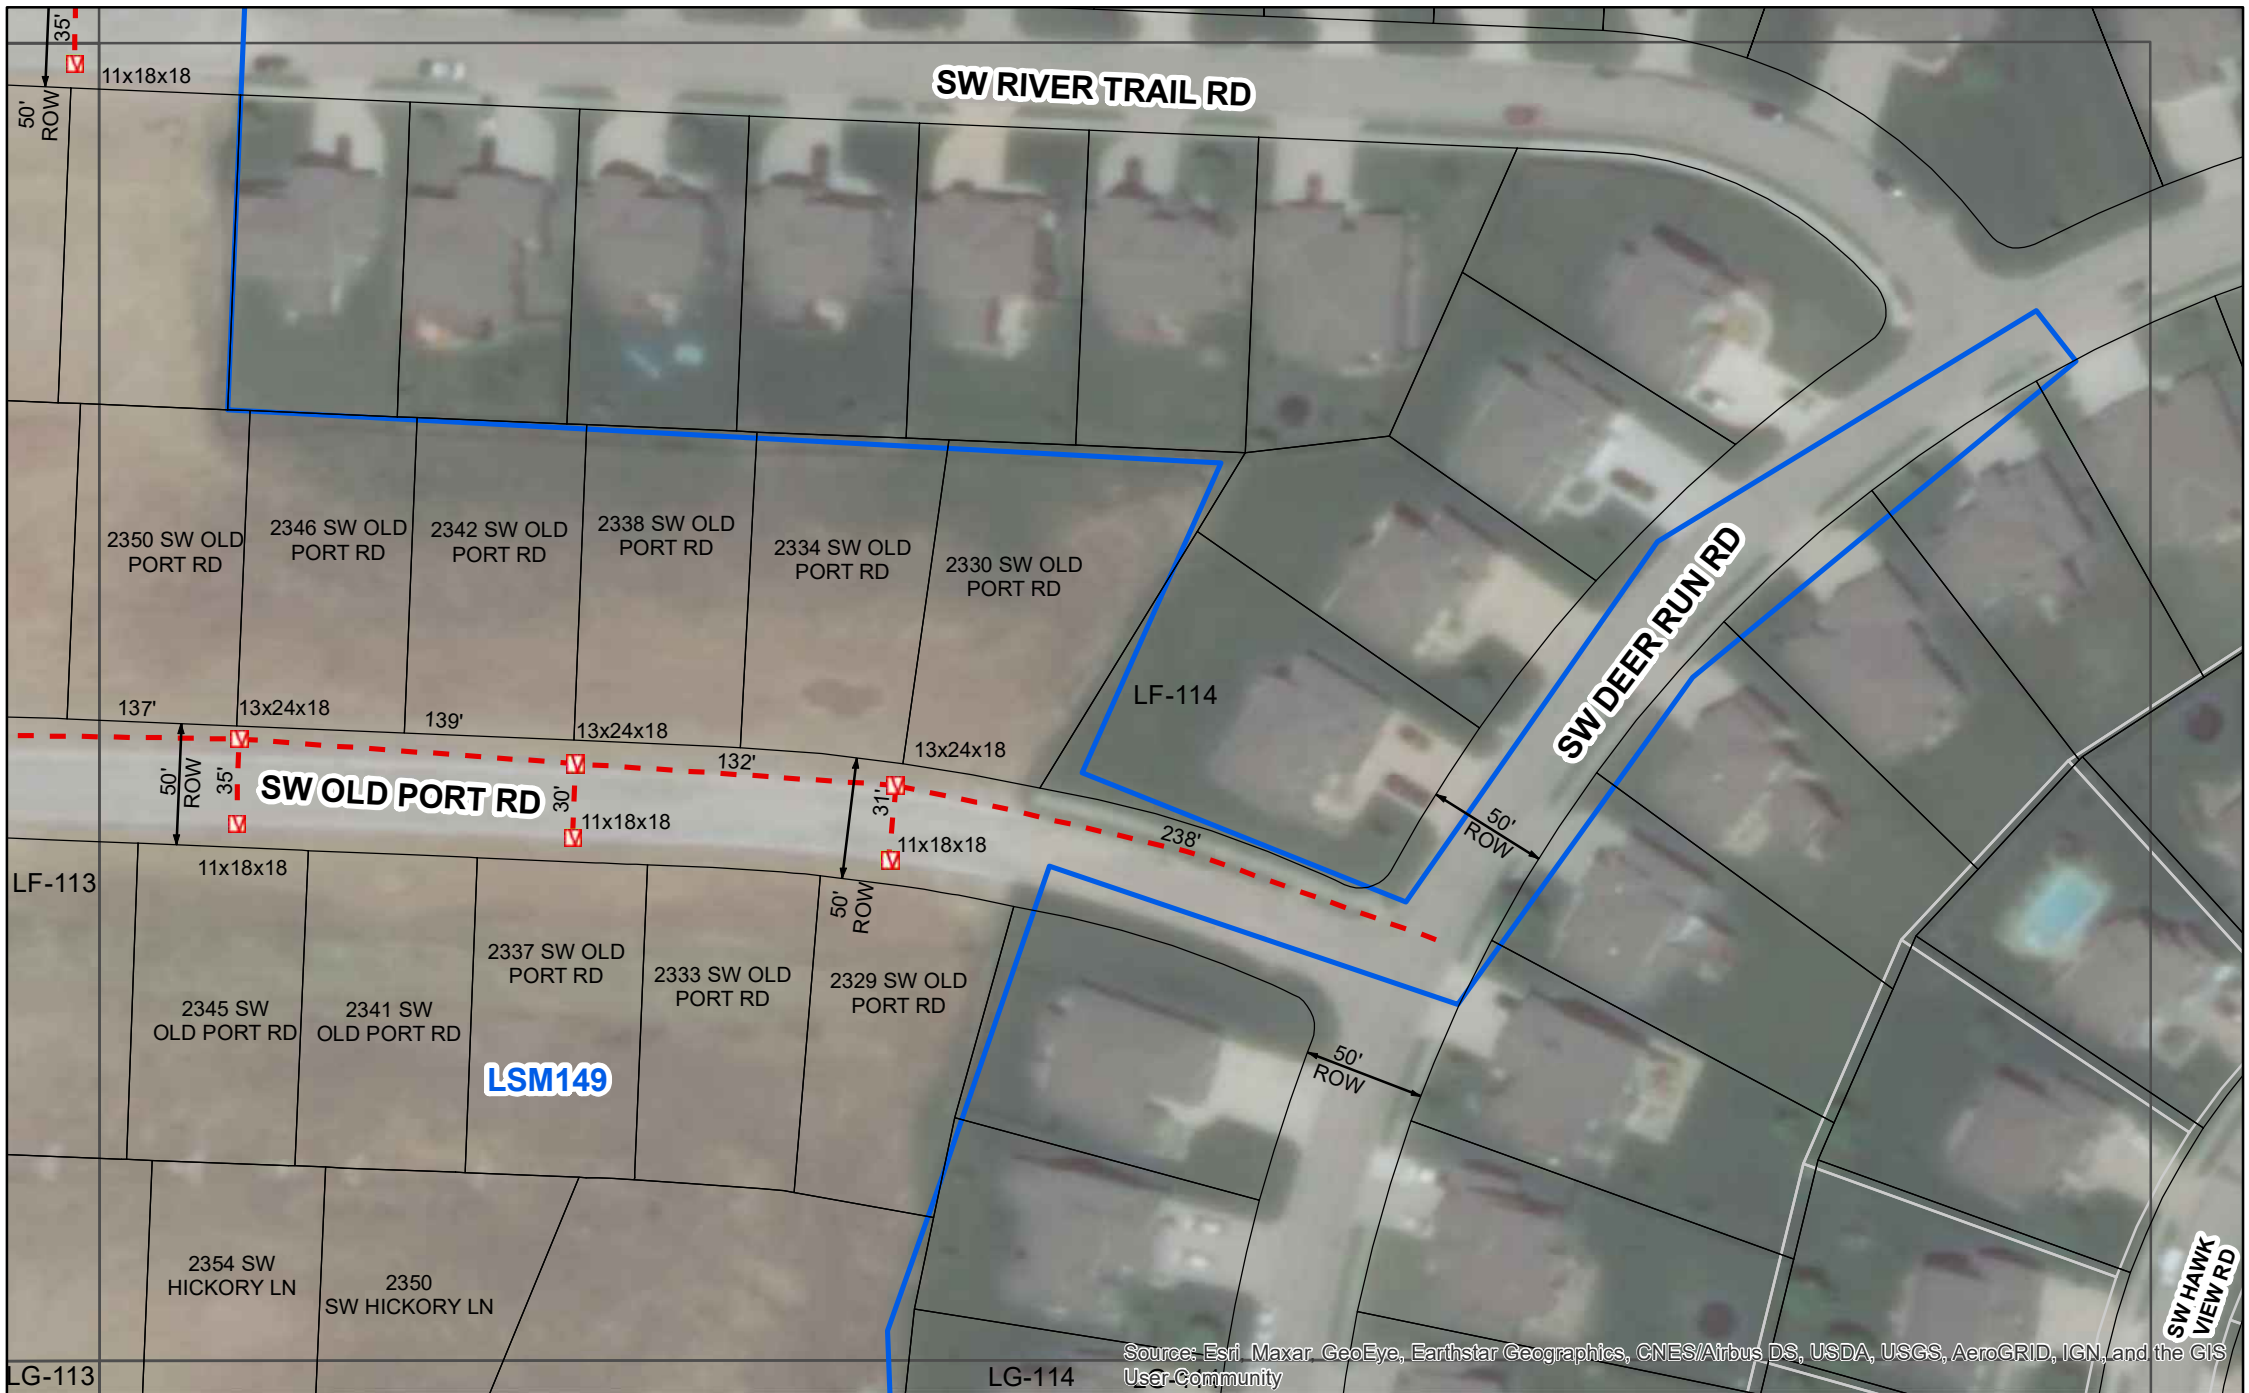 35'
11x18x18
50'
ROW
SW RIVER TRAIL RD
2350 SW OLD
PORT RD
2346 SW OLD
PORT RD
2342 SW OLD
PORT RD
2338 SW OLD
PORT RD
2334 SW OLD
PORT RD
2330 SW OLD
PORT RD
SW DEER RUN RD
LF-114
137'
13x24x18
139'
13x24x18
132'
13x24x18
50'
ROW
35'
SW OLD PORT RD
30'
11x18x18
31'
11x18x18
238'
50'
ROW
11x18x18
LF-113
50'
ROW
2345 SW
OLD PORT RD
2341 SW
OLD PORT RD
2337 SW OLD
PORT RD
2333 SW OLD
PORT RD
2329 SW OLD
PORT RD
LSM149
50'
ROW
2354 SW
HICKORY LN
2350
SW HICKORY LN
SW HAWK
VIEW RD
LG-113
LG-114
Source: Esri, Maxar, GeoEye, Earthstar Geographics, CNES/Airbus DS, USDA, USGS, AeroGRID, IGN, and the GIS
User Community